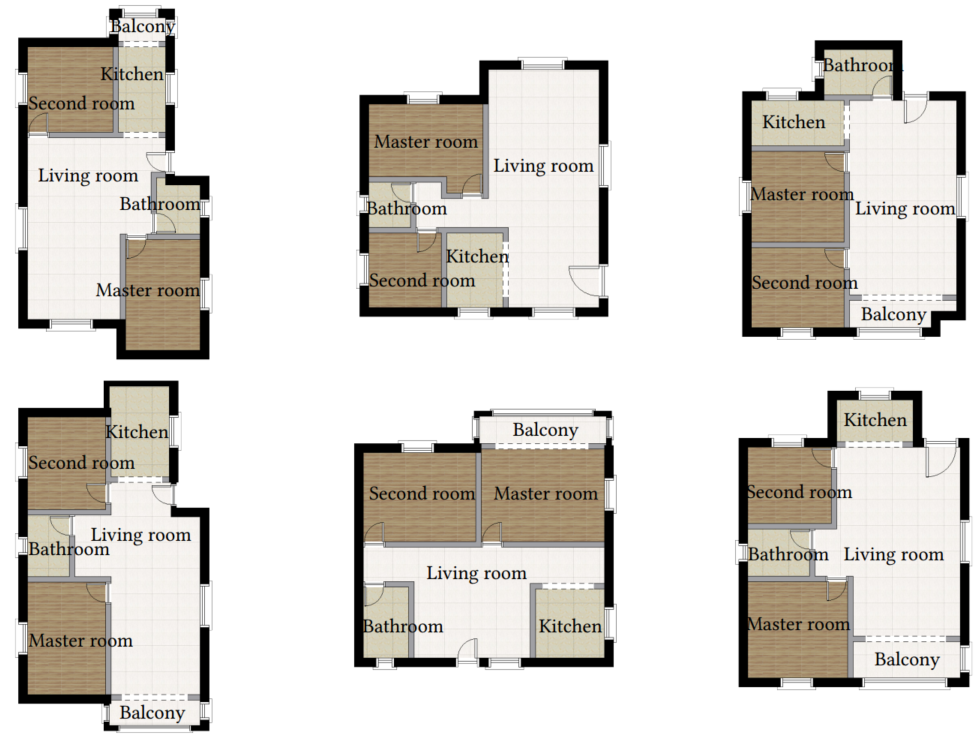 Balcony
Kitchen
Second room
Living room
Bathroom
Master room
Master room
Living room
Bathroom
Kitchen
Second room
Bathroom
Kitchen
Master room
Living room
Second room
Balcony
Kitchen
Second room
Living room
Bathroom
Master room
Balcony
Balcony
Second room
Master room
Living room
Bathroom
Kitchen
Kitchen
Second room
Bathroom
Living room
Master room
Balcony